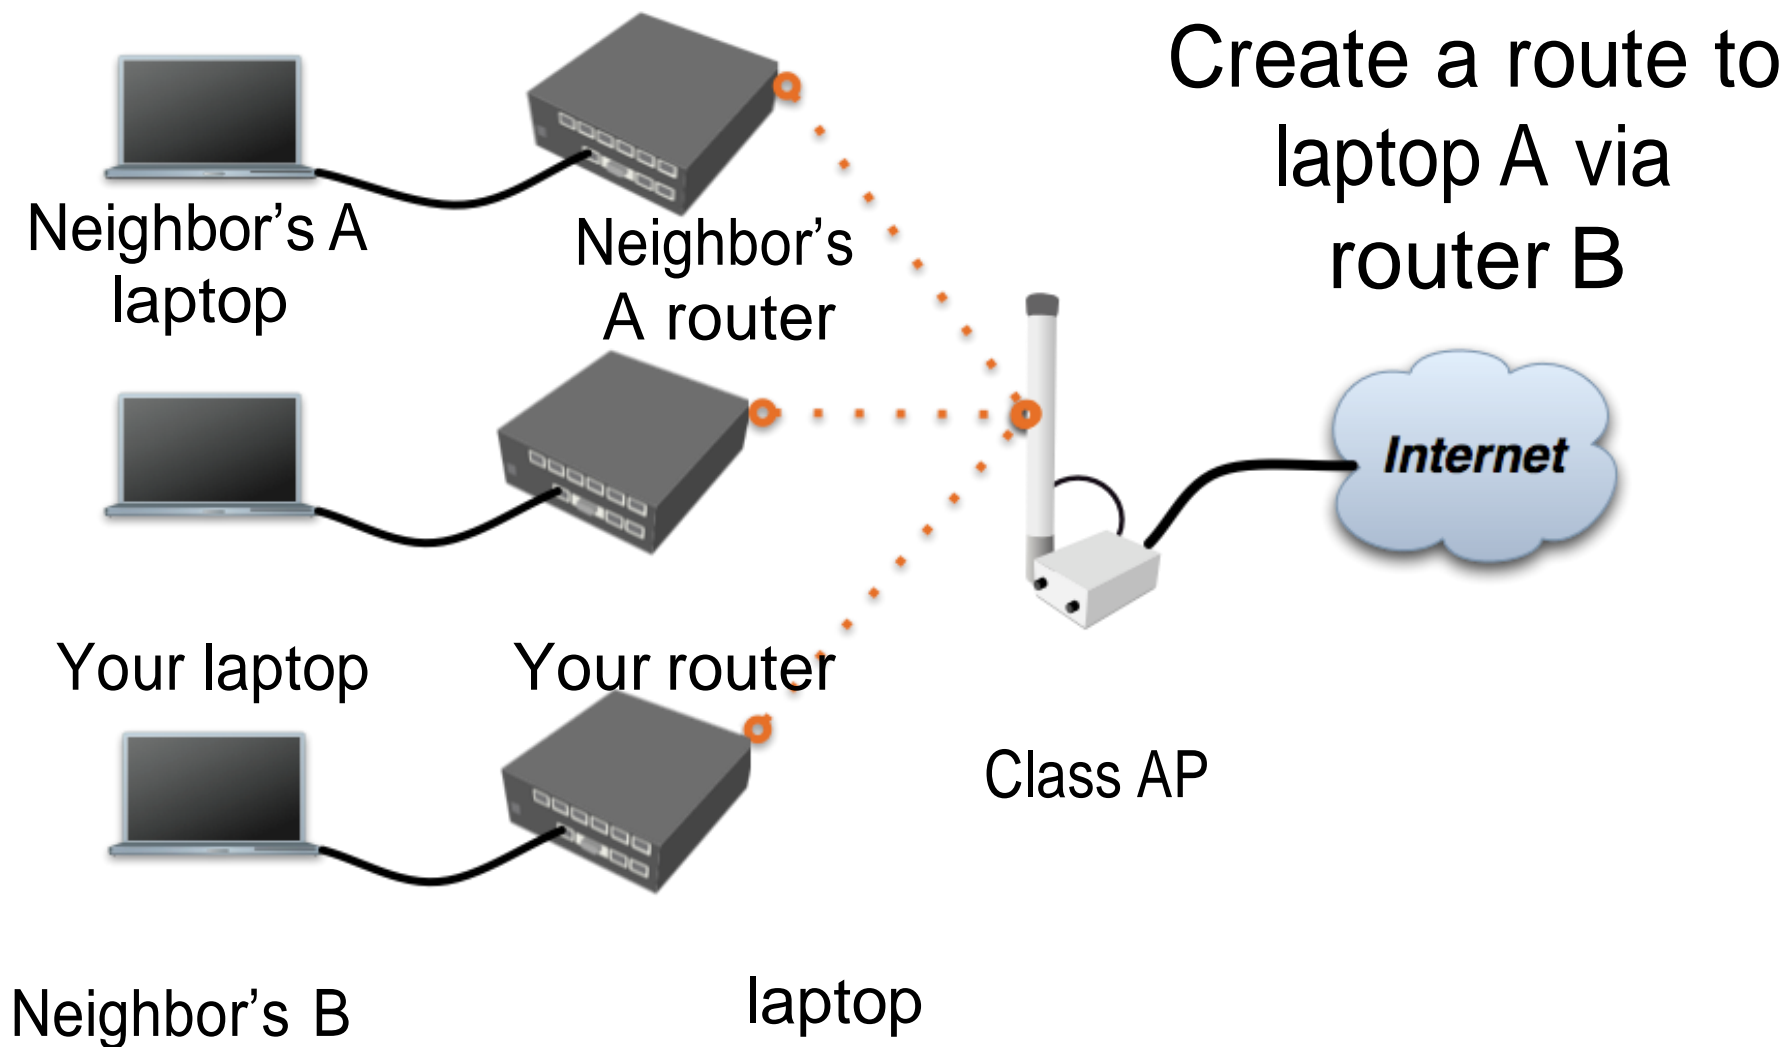 Create a route to
laptop A via
router B
Neighbor's A
laptop
Neighbor's
A router
Internet
Your laptop
Your router
Class AP
Neighbor's B
laptop